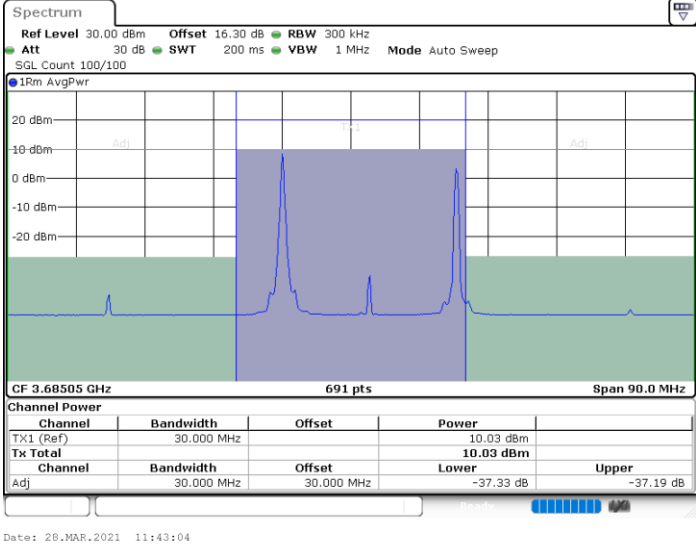 Spectrum
Ref Level 30.00 dBm Offset 16.30 dB RBW 300 kHz
Att 30 dB SWT 200 ms VBW 1 MHz Mode Auto Sweep
SGL Count 100/100
1Rm AvgPwr
20 dBm
TX1
Adj Adj
10 dBm
0 dBm
-10 dBm
-20 dBm
CF 3.68505 GHz 691 pts Span 90.0 MHz
Channel Power
Channel Bandwidth Offset Power
TX1 (Ref) 30.000 MHz 10.03 dBm
Tx Total 10.03 dBm
Channel Bandwidth Offset Lower Upper
Adj 30.000 MHz 30.000 MHz -37.33 dB -37.19 dB
Ready
Date: 28.MAR.2021 11:43:04